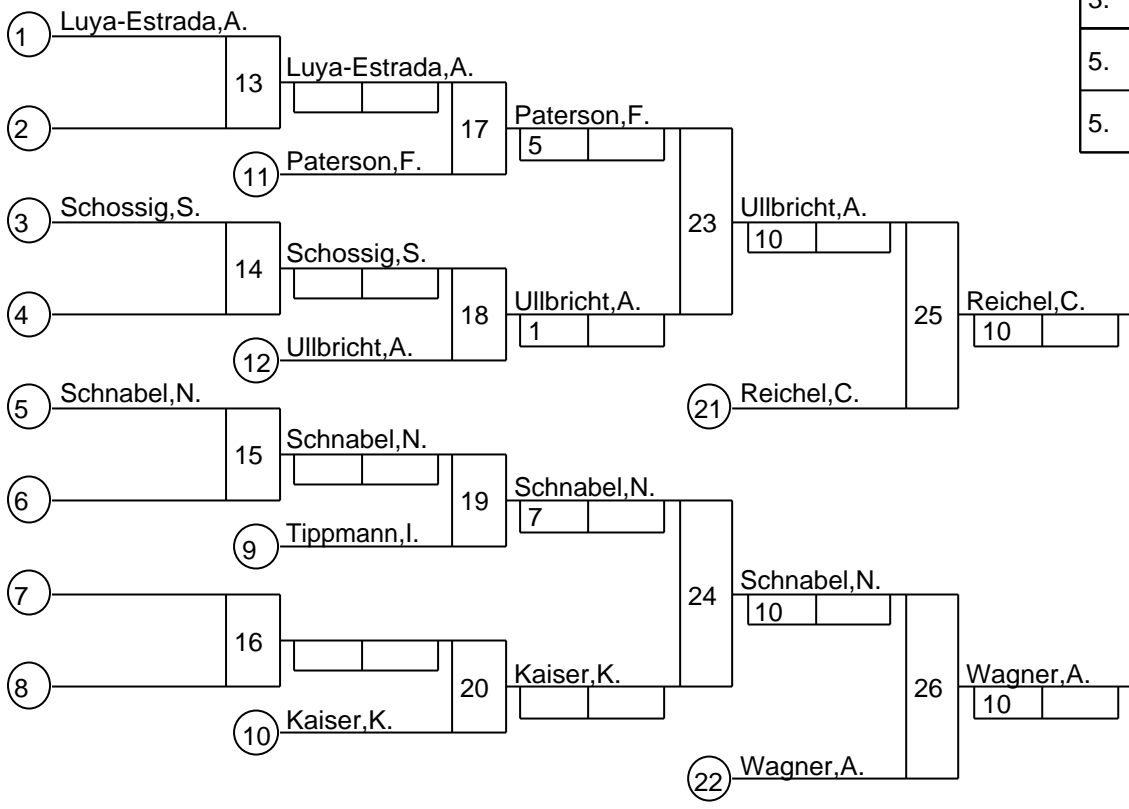 3.
1 Luya-Estrada,A.
13 Luya-Estrada,A.
5.
2
17 Paterson,F.
5
5.
11 Paterson,F.
3 Schossig,S.
23 Ullbricht,A.
10
14 Schossig,S.
4
18 Ullbricht,A.
1
25 Reichel,C.
10
12 Ullbricht,A.
5 Schnabel,N.
21 Reichel,C.
15 Schnabel,N.
6
19 Schnabel,N.
7
9 Tippmann,I.
7
24 Schnabel,N.
10
16
8
20 Kaiser,K.
26 Wagner,A.
10
10 Kaiser,K.
22 Wagner,A.